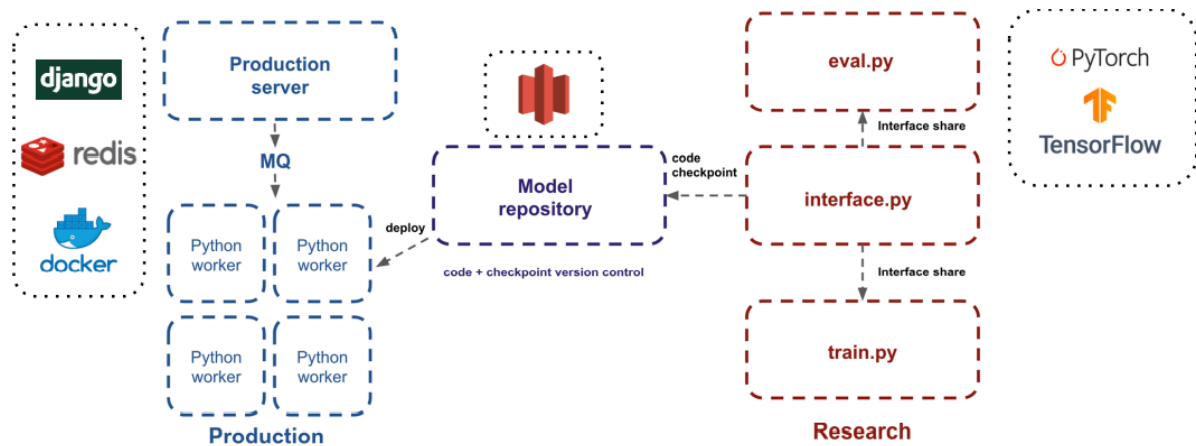 django
redis
docker
Production
server
MQ
Python
worker
Python
worker
Python
worker
Python
worker
Production
deploy
Model
repository
code + checkpoint version control
code
checkpoint
eval.py
Interface share
interface.py
Interface share
train.py
Research
PyTorch
TensorFlow